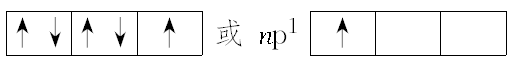 ↑ ↓ ↑ ↓ ↑ 或 np¹ ↑